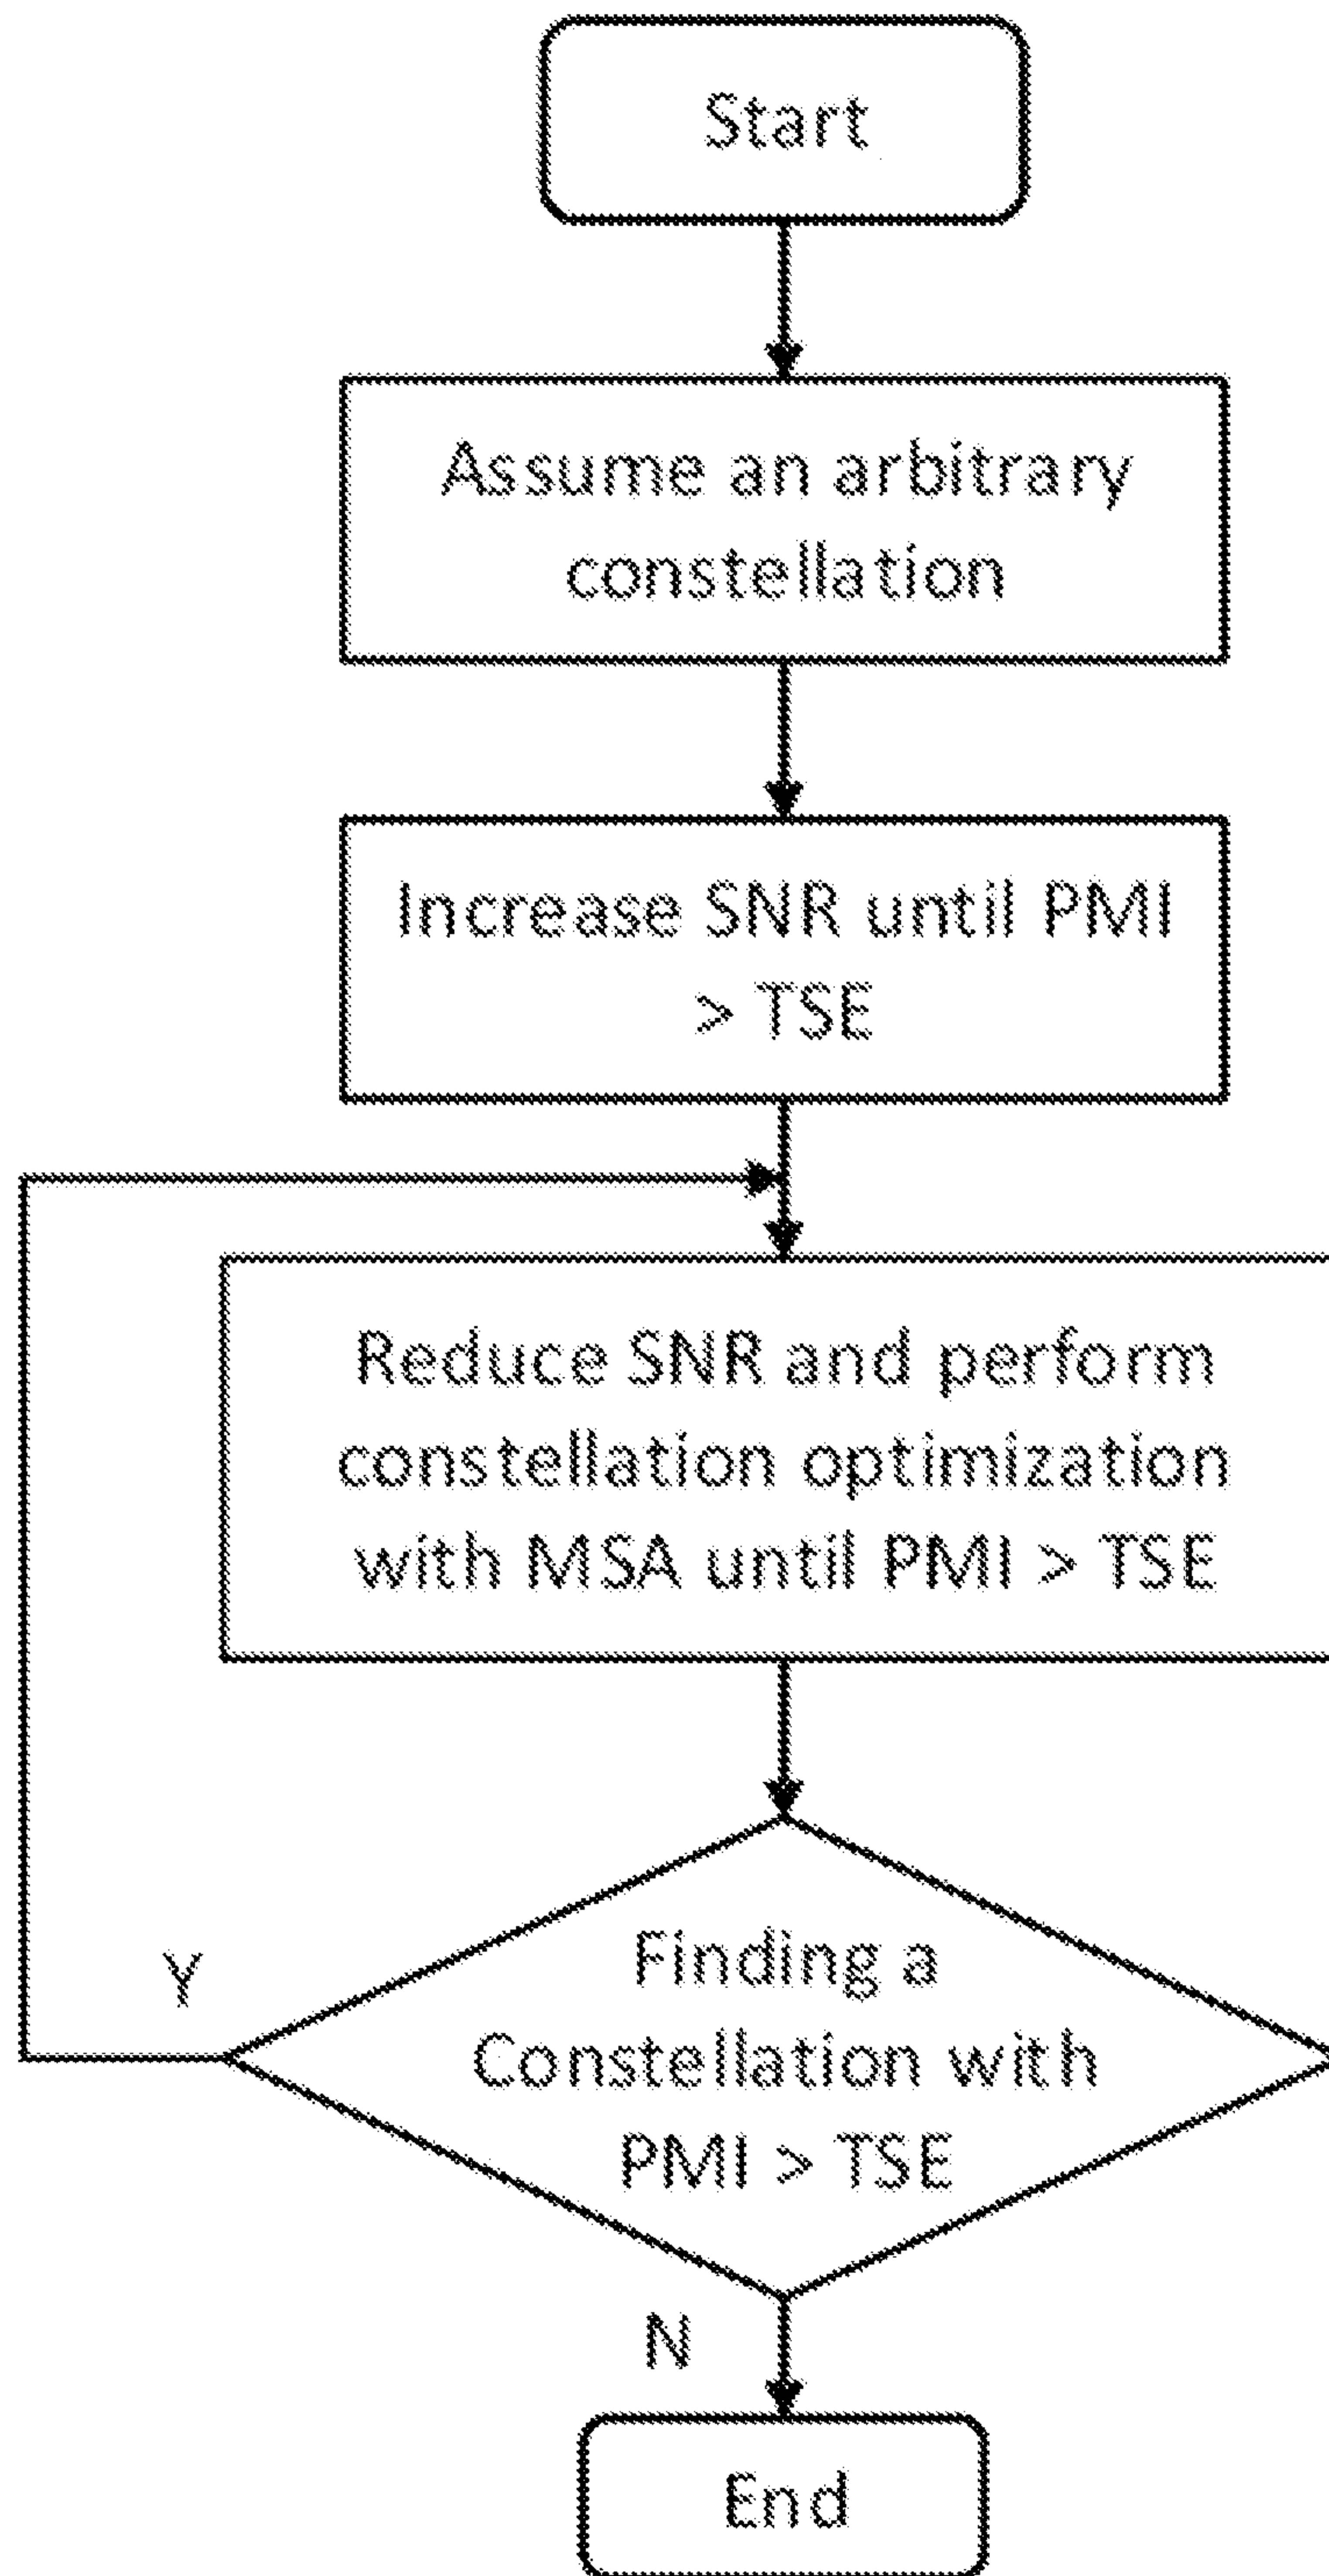 Start
Assume an arbitrary
constellation
Increase SNR until PMI
> TSE
Reduce SNR and perform
constellation optimization
with MSA until PMI > TSE
Finding a
Constellation with
PMI > TSE
Y
N
End